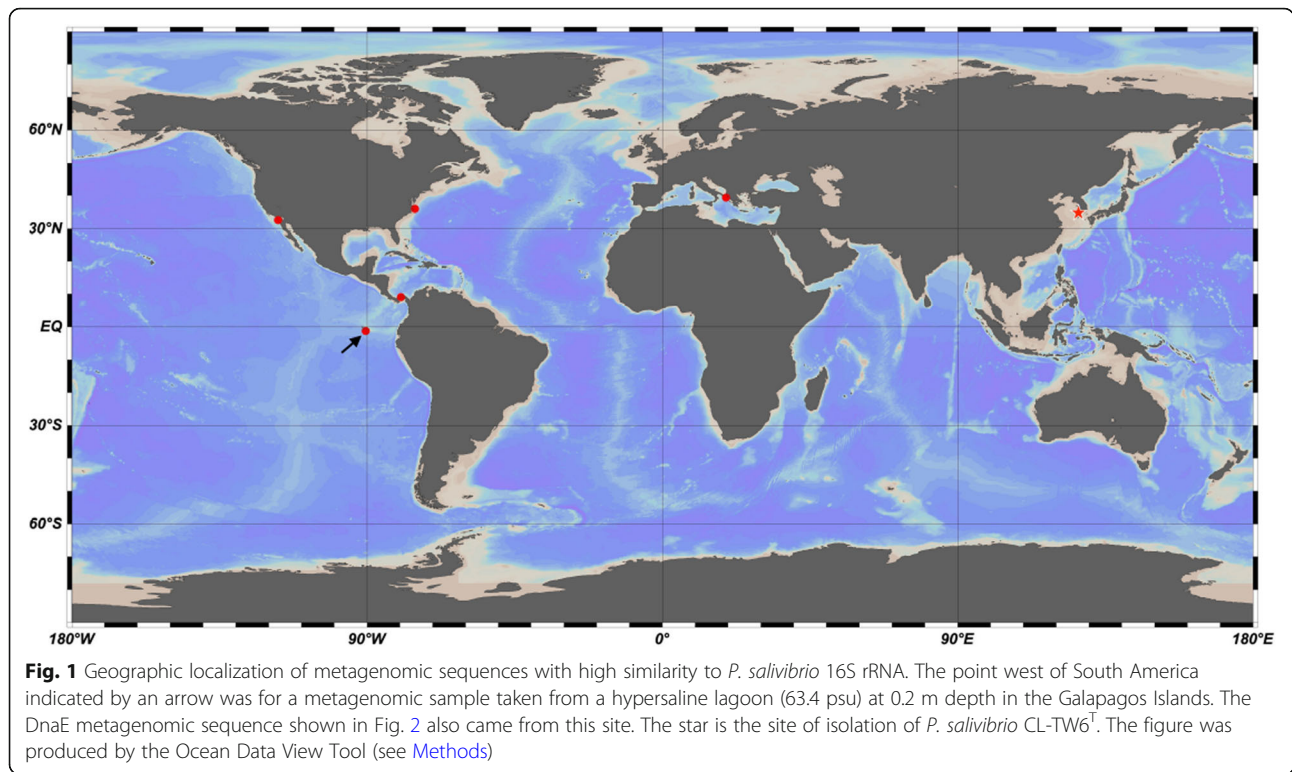 60°N
30°N
EQ
30°S
60°S
180°W 90°W 0° 90°E 180°E
Fig. 1 Geographic localization of metagenomic sequences with high similarity to P. salivibrio 16S rRNA. The point west of South America
indicated by an arrow was for a metagenomic sample taken from a hypersaline lagoon (63.4 psu) at 0.2 m depth in the Galapagos Islands. The
DnaE metagenomic sequence shown in Fig. 2 also came from this site. The star is the site of isolation of P. salivibrio CL-TW6ᵀ. The figure was
produced by the Ocean Data View Tool (see Methods)